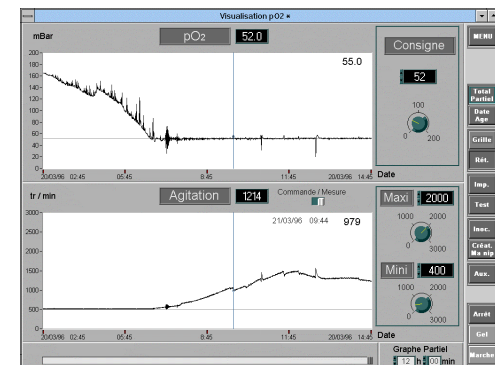 Visualisation pO2 *
mBar
pO2
52.0
Consigne
MENU
200
180
160
140
120
100
80
60
40
20
0
55.0
52
100
0
200
20/03/96 02:45
05:45
8:45
11:45
20/03/96 14:45
Date
Total
Partiel
Date
Age
Grille
Rét.
Imp.
Test
Inoc.
Créat.
Ma nip
Aux.
Arrêt
Gel
Marche
tr / min
Agitation
1214
Commande / Mesure
21/03/96 09:44 979
3000
2500
2000
1500
1000
500
0
20/03/96 02:45
05:45
8:45
11:45
20/03/96 14:45
Date
Maxi
2000
1000
2000
0
3000
Mini
400
1000
2000
0
3000
Graphe Partiel
12 h 00 min